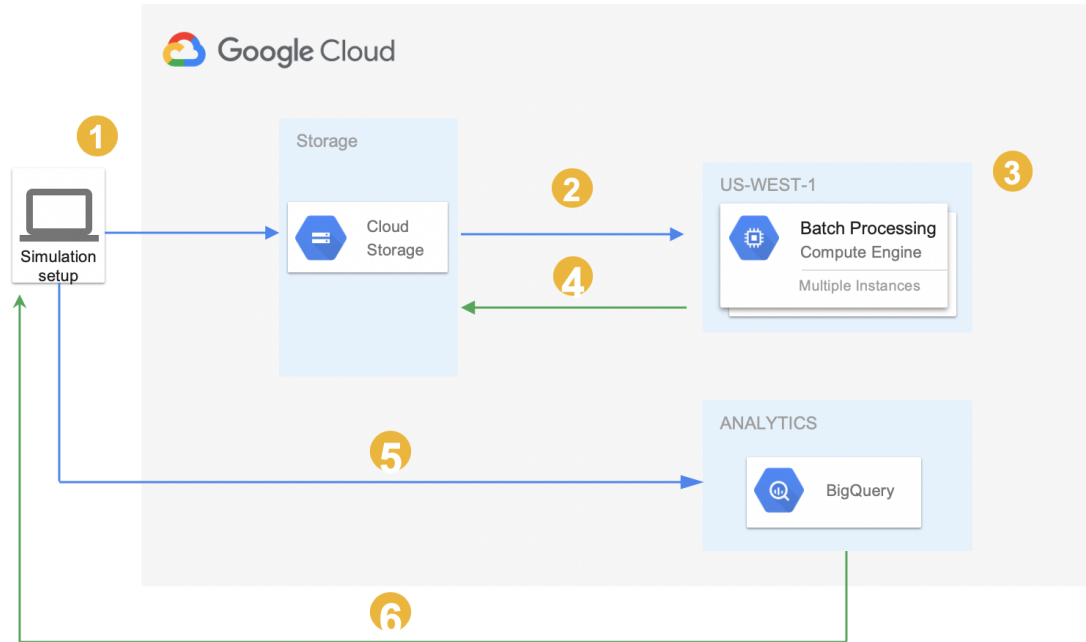 Google Cloud
1
Storage
2
3
US-WEST-1
Cloud
Storage
Batch Processing
Compute Engine
Multiple Instances
Simulation
setup
4
ANALYTICS
5
BigQuery
6